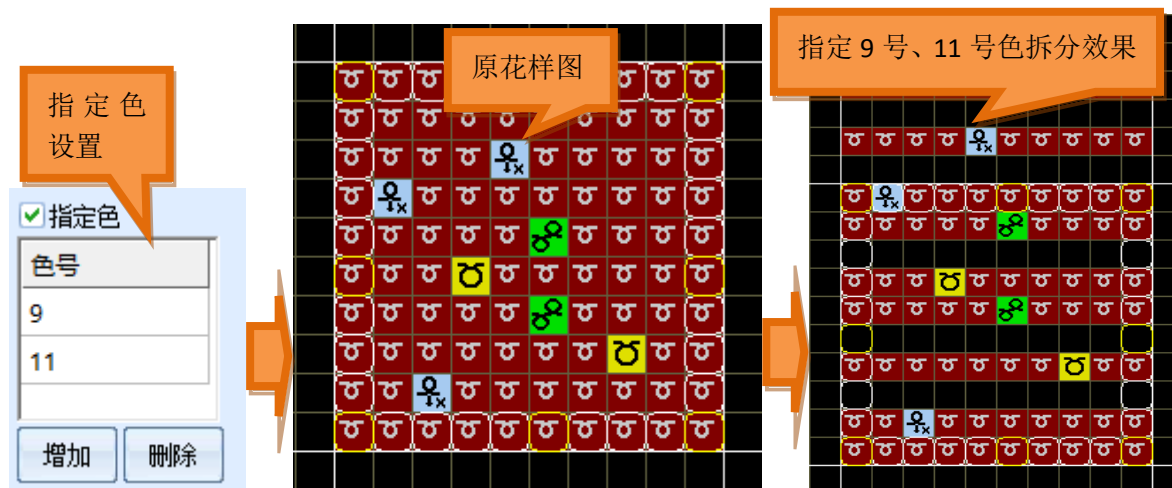 指定色
设置
指定色
色号
9
11
增加
删除
原花样图
指定 9 号、11 号色拆分效果